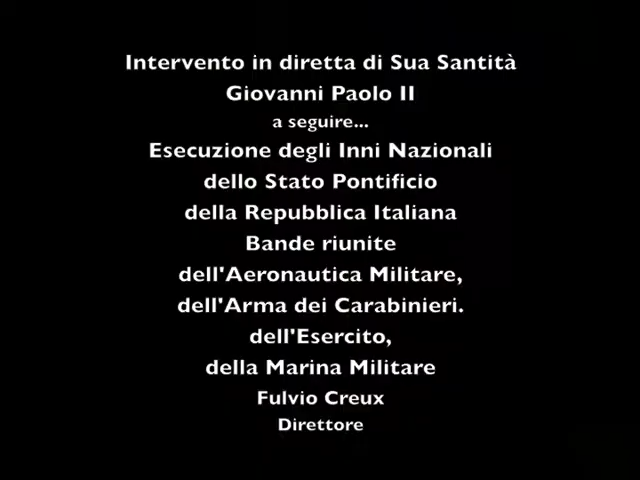 Intervento in diretta di Sua Santità
Giovanni Paolo II
a seguire...
Esecuzione degli Inni Nazionali
dello Stato Pontificio
della Repubblica Italiana
Bande riunite
dell'Aeronautica Militare,
dell'Arma dei Carabinieri.
dell'Esercito,
della Marina Militare
Fulvio Creux
Direttore